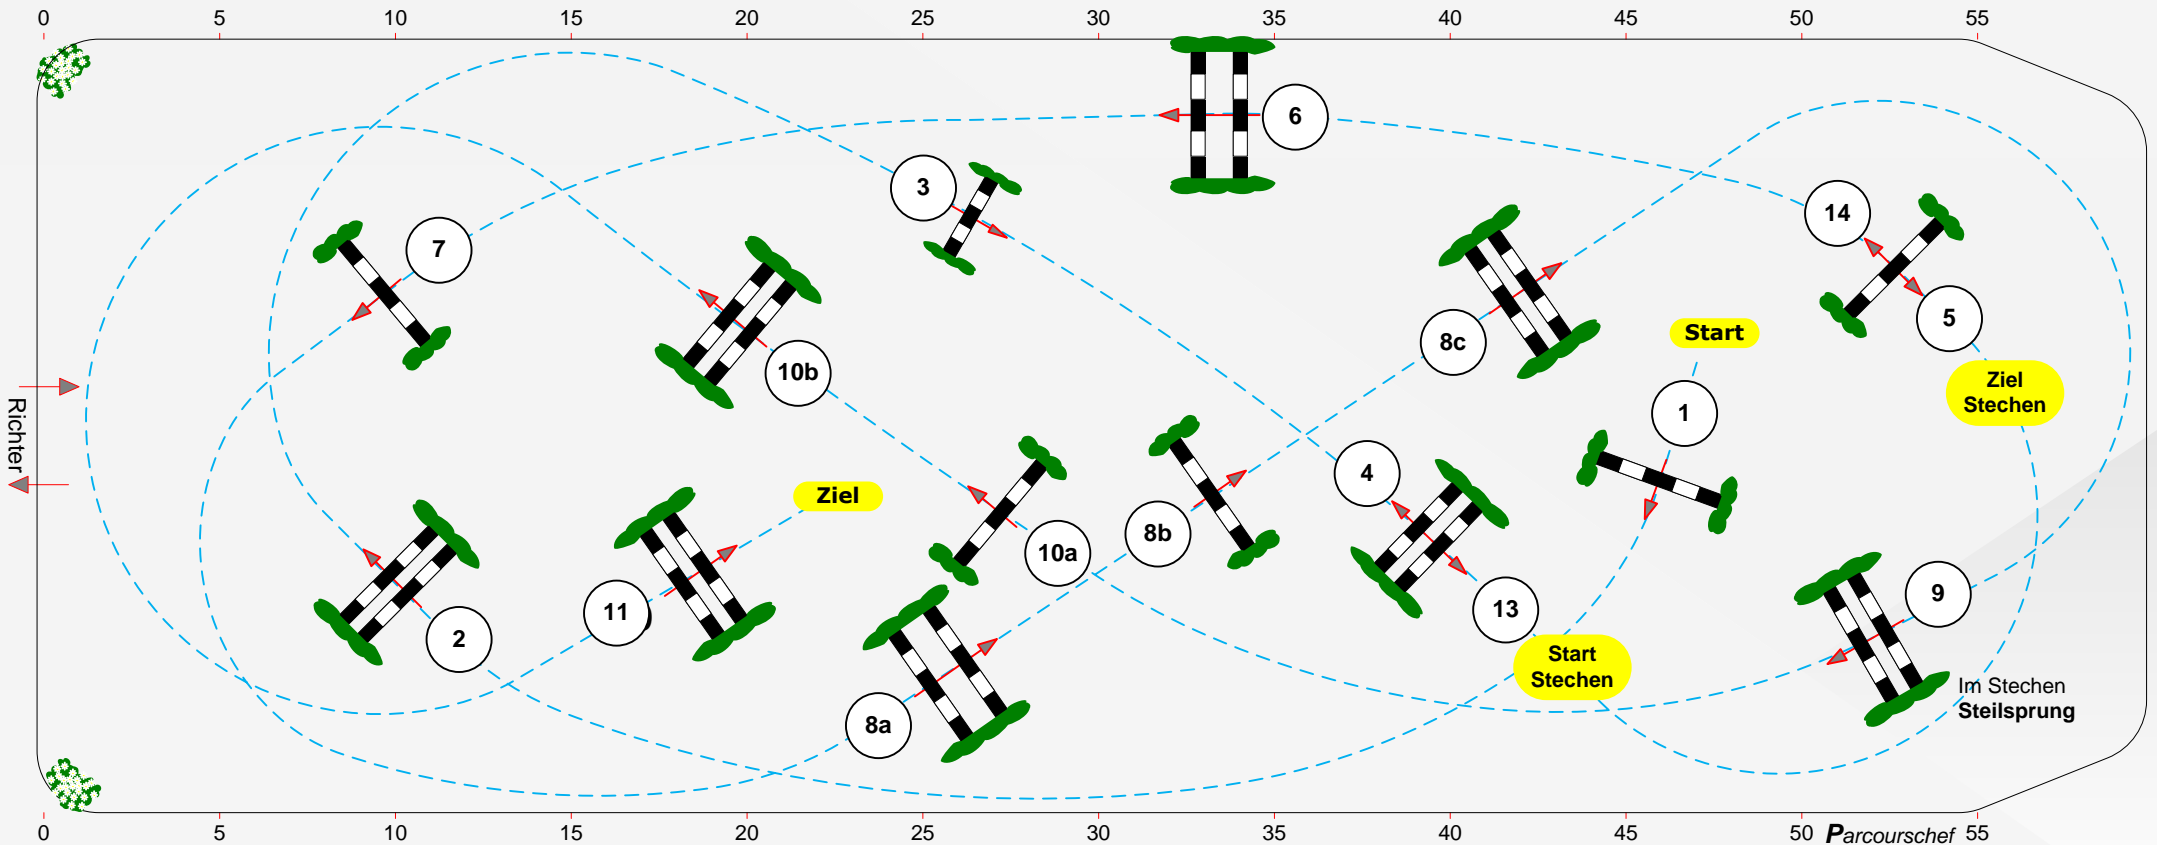 0 5 10 15 20 25 30 35 40 45 50 55
6
3
14
7
5
Start
8c
10b
Ziel
Stechen
1
Richter
4
Ziel
8b
10a
9
11
13
2
Start
Stechen
Im Stechen
Steilsprung
8a
0 5 10 15 20 25 30 35 40 45 50 55
Parcourschef